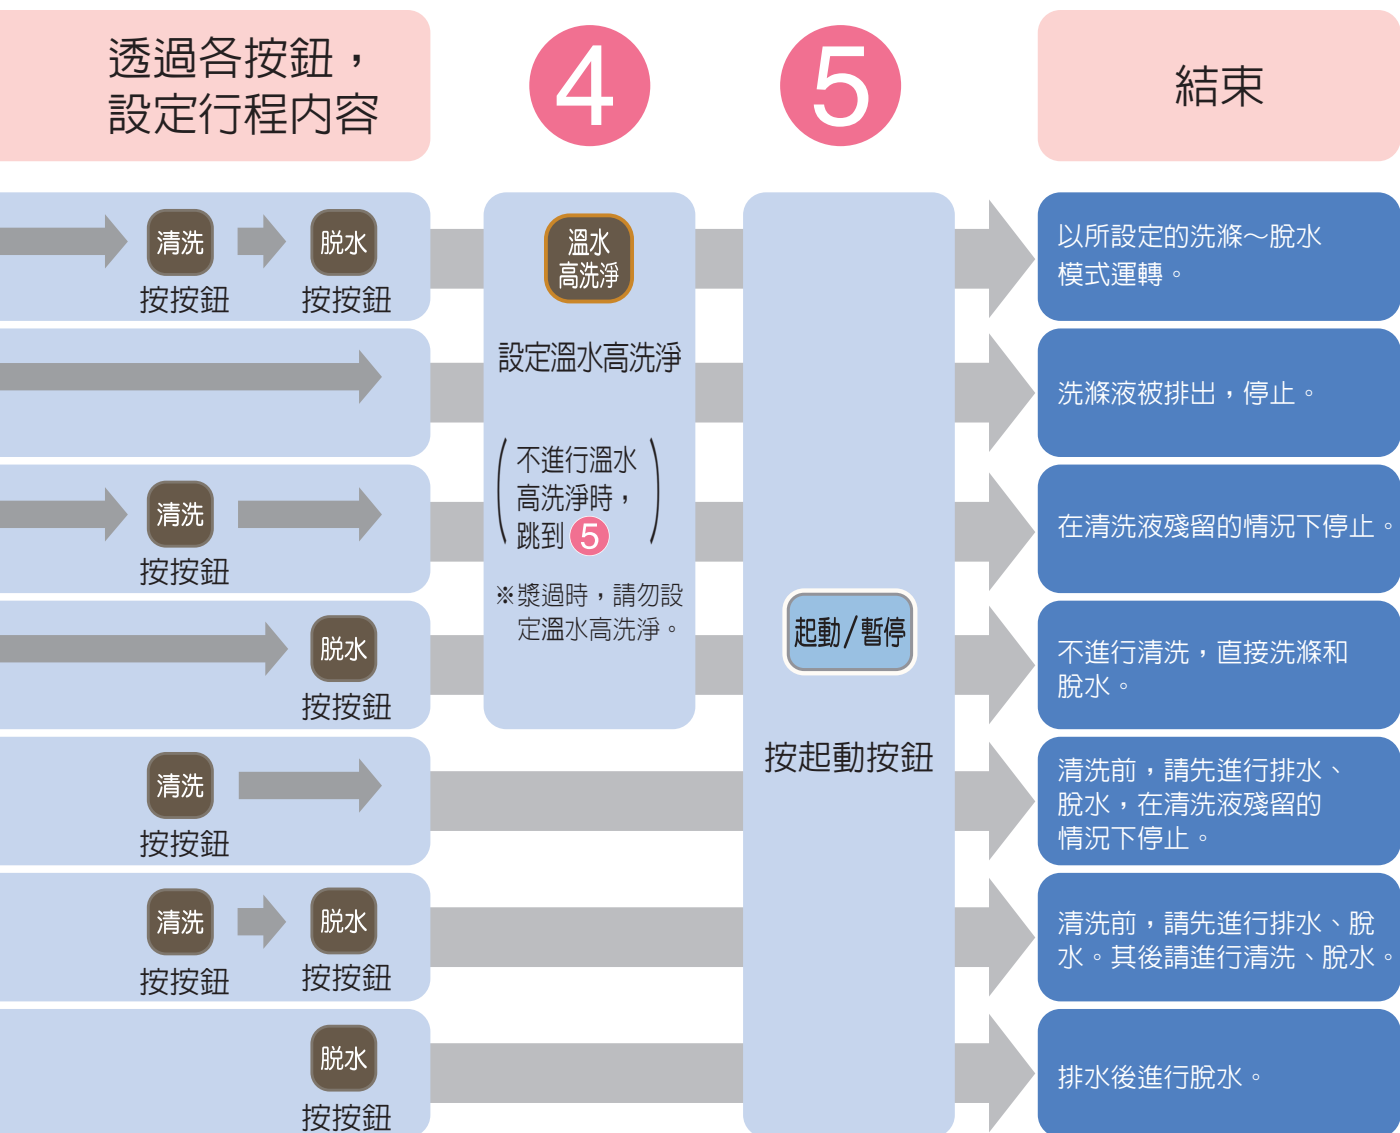 透過各按鈕，
設定行程内容
4
5
結束
清洗
按按鈕
脱水
按按鈕
溫水
高洗淨
設定溫水高洗淨
不進行溫水
高洗淨時，
跳到5
※漿過時，請勿設
定溫水高洗淨。
起動/暫停
按起動按鈕
以所設定的洗滌～脫水
模式運轉。
洗滌液被排出，停止。
清洗
按按鈕
在清洗液殘留的情況下停止。
脱水
按按鈕
不進行清洗，直接洗滌和
脫水。
清洗
按按鈕
清洗前，請先進行排水、
脫水，在清洗液殘留的
情況下停止。
清洗
按按鈕
脱水
按按鈕
清洗前，請先進行排水、脫
水。其後請進行清洗、脫水。
脱水
按按鈕
排水後進行脫水。